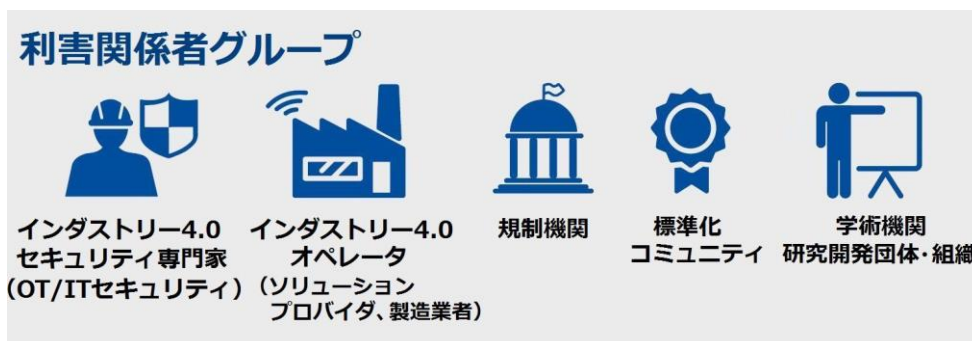 利害関係者グループ
インダストリー4.0
セキュリティ専門家
（OT/ITセキュリティ）
インダストリー4.0
オペレータ
（ソリューション
プロバイダ、製造業者）
規制機関
標準化
コミュニティ
学術機関
研究開発団体・組織